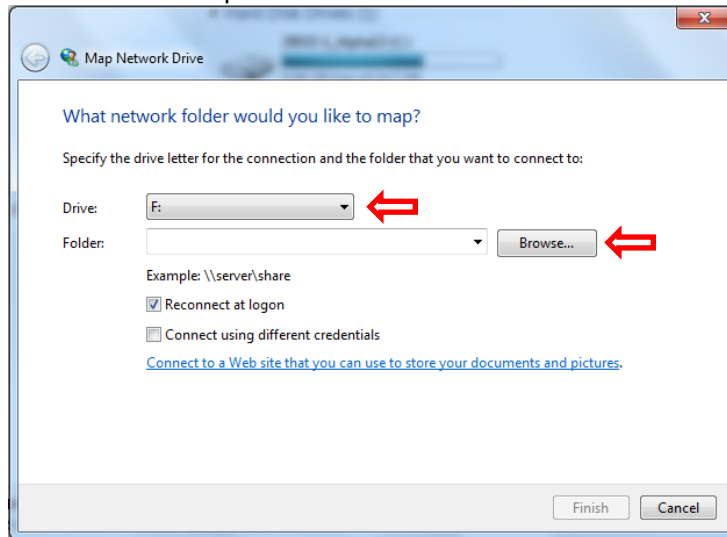 Map Network Drive
What network folder would you like to map?
Specify the drive letter for the connection and the folder that you want to connect to:
Drive: F:
Folder: Browse...
Example: \\server\share
Reconnect at logon
Connect using different credentials
Connect to a Web site that you can use to store your documents and pictures.
Finish Cancel